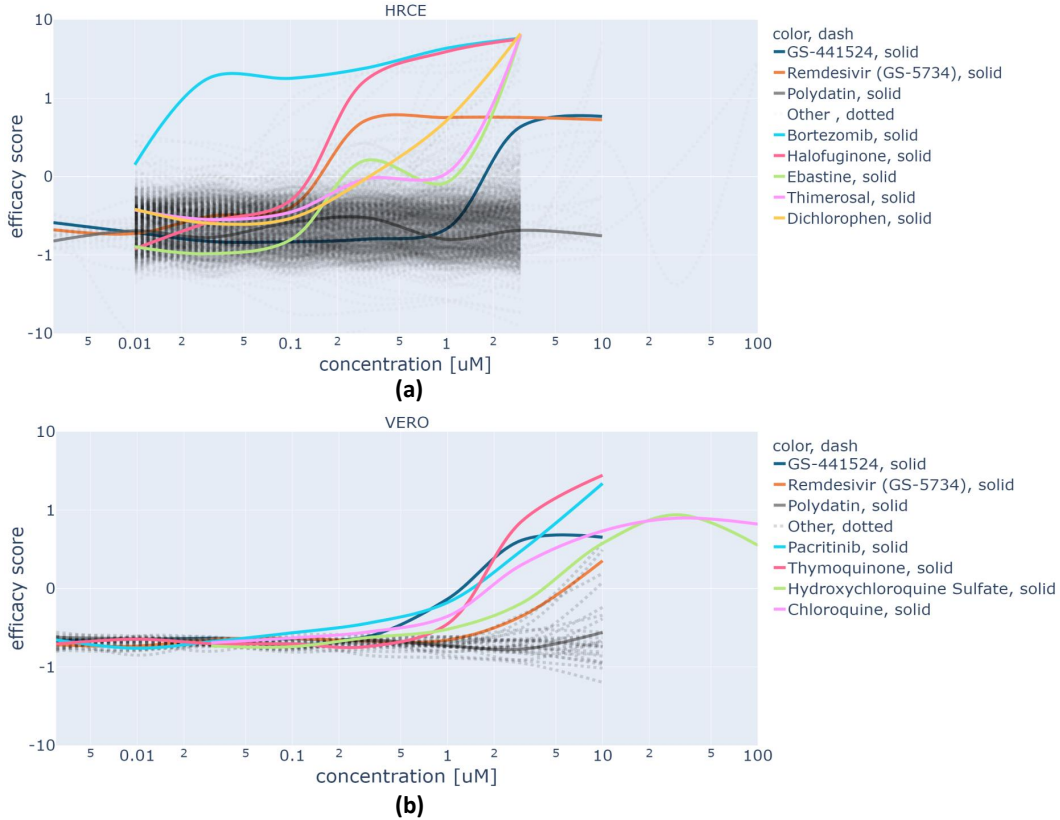 HRCE
10
1
0
-1
-10
efficacy score
5
0.01
2
5
0.1
2
5
1
2
5
10
2
5
100
concentration [uM]
color, dash
GS-441524, solid
Remdesivir (GS-5734), solid
Polydatin, solid
Other , dotted
Bortezomib, solid
Halofuginone, solid
Ebastine, solid
Thimerosal, solid
Dichlorophen, solid
(a)
VERO
10
1
0
-1
-10
efficacy score
5
0.01
2
5
0.1
2
5
1
2
5
10
2
5
100
concentration [uM]
color, dash
GS-441524, solid
Remdesivir (GS-5734), solid
Polydatin, solid
Other, dotted
Pacritinib, solid
Thymoquinone, solid
Hydroxychloroquine Sulfate, solid
Chloroquine, solid
(b)